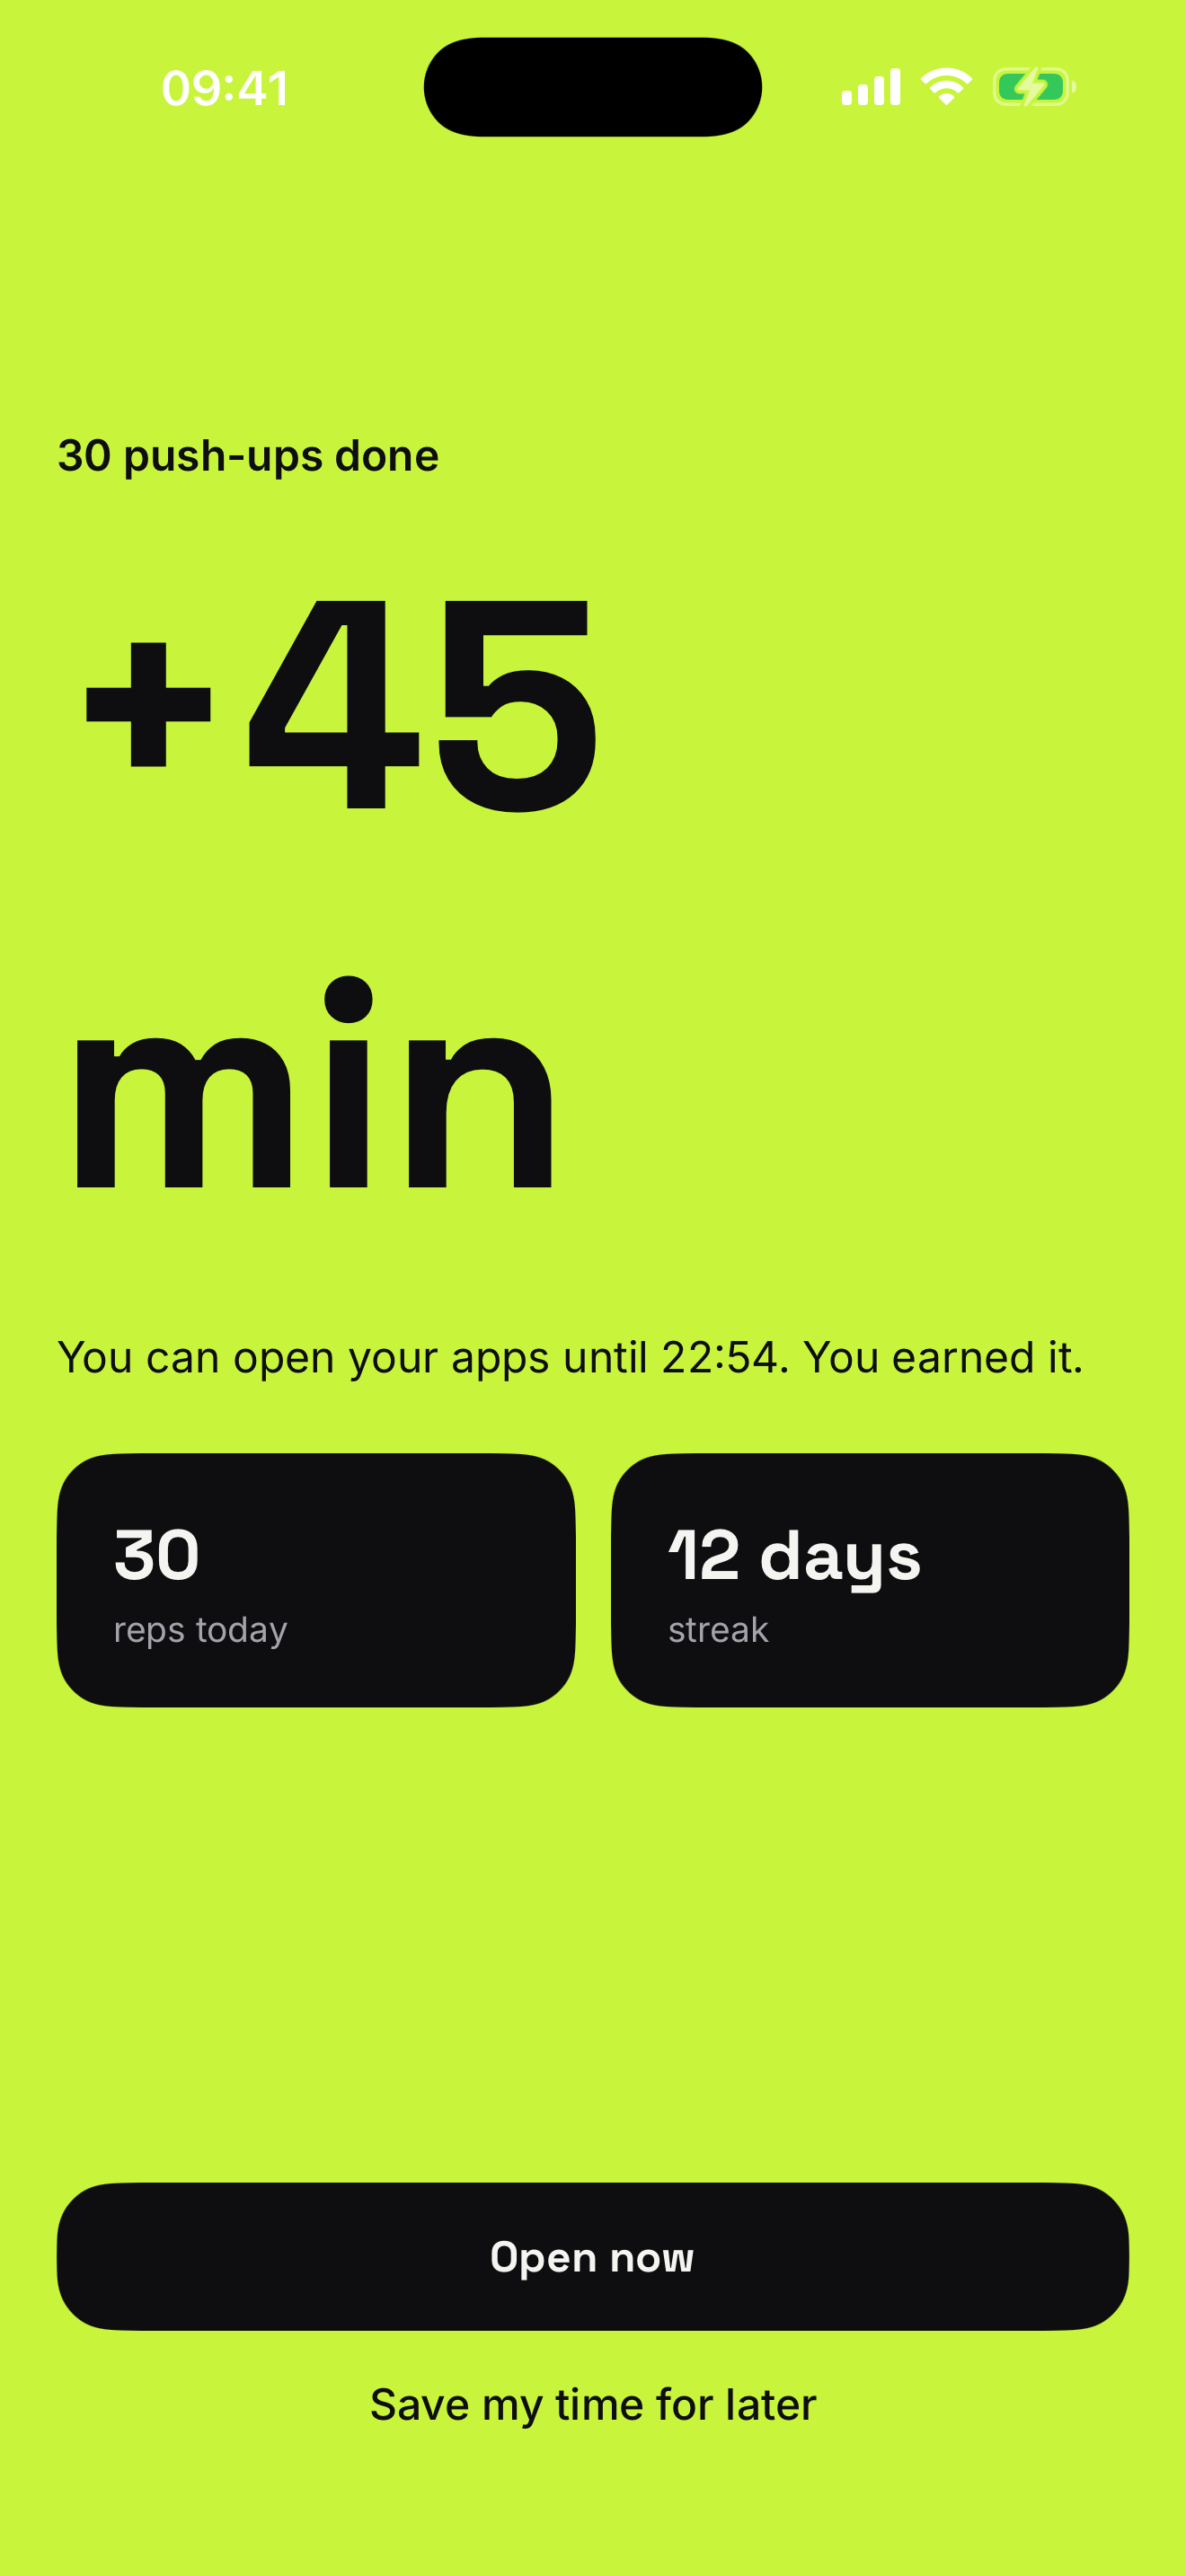 09:41
30 push-ups done
+45
min
You can open your apps until 22:54. You earned it.
30
reps today
12 days
streak
Open now
Save my time for later